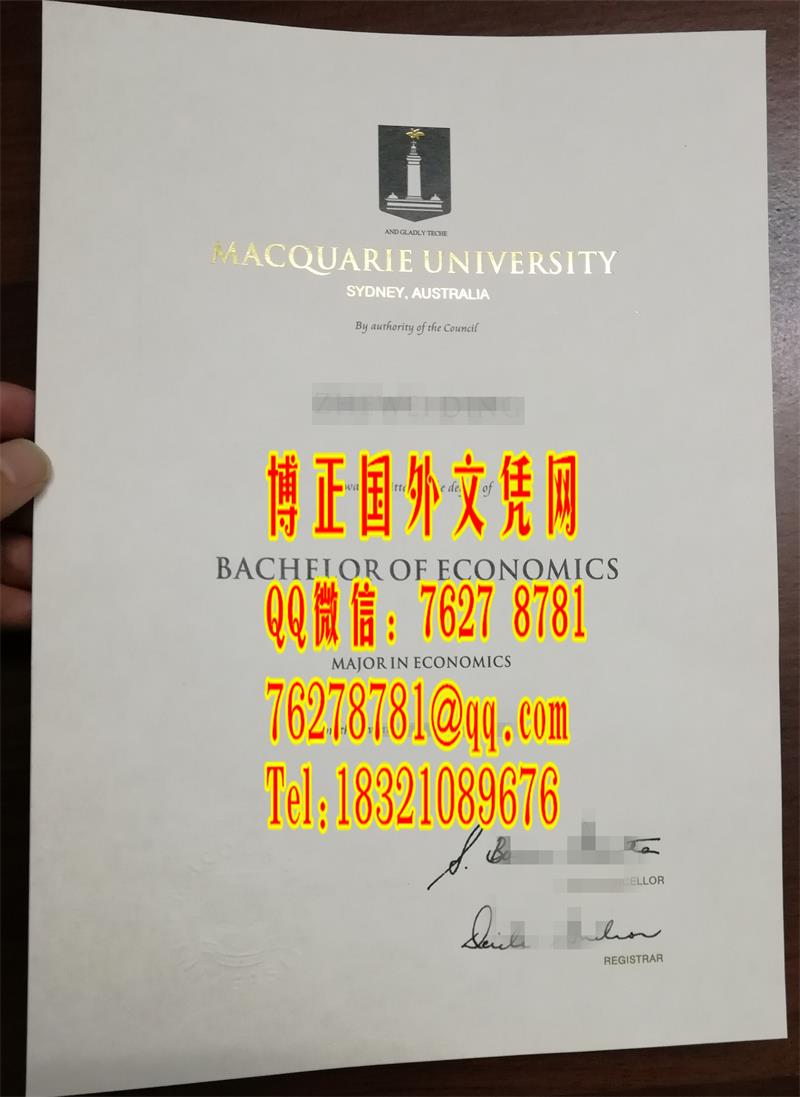 AND GLADLY TECHE
MACQUARIE UNIVERSITY
SYDNEY, AUSTRALIA
By authority of the Council
博正国外文凭网
of
BACHELOR OF ECONOMICS
QQ微信：7627 8781
MAJOR IN ECONOMICS
76278781@qq.com
Tel:18321089676
REGISTRAR